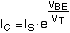 I_C = I_S · e^{V_BE / V_T}